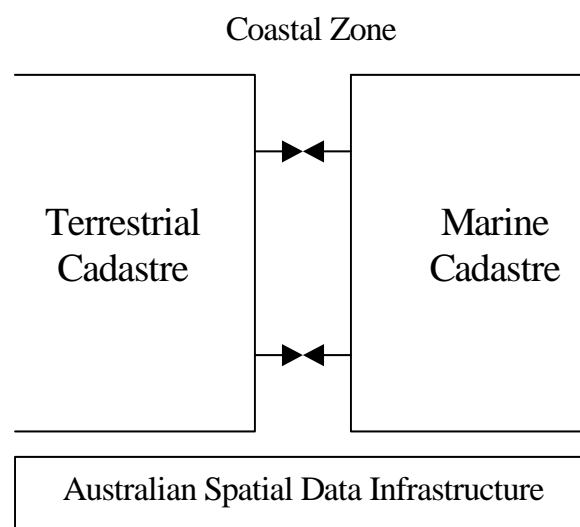 Coastal Zone
Terrestrial
Cadastre
Marine
Cadastre
Australian Spatial Data Infrastructure